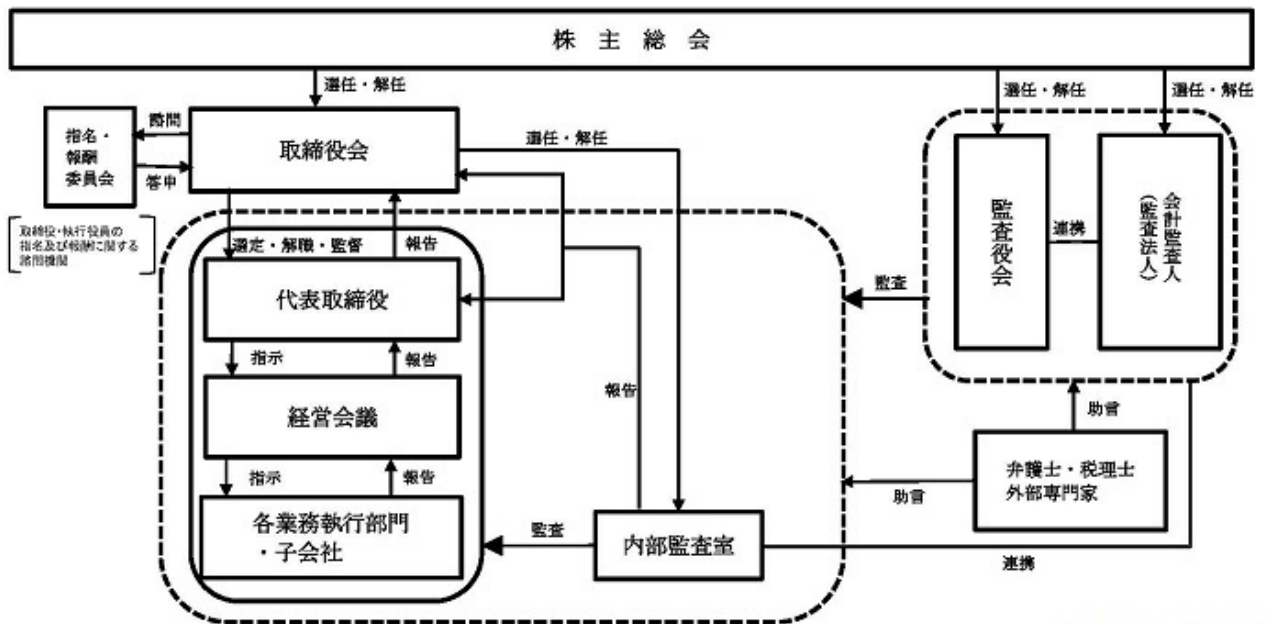 株主総会
選任・解任
選任・解任
選任・解任
指名・
報酬
委員会
諮問
答申
取締役会
選任・解任
取締役・執行役員の
指名及び報酬に関する
諮問機関
選定・解職・監督
報告
代表取締役
指示
報告
経営会議
指示
報告
各業務執行部門
・子会社
監査
内部監査室
報告
監査
監査役会
連携
会計監査人
（監査法人）
助言
弁護士・税理士
外部専門家
助言
連携